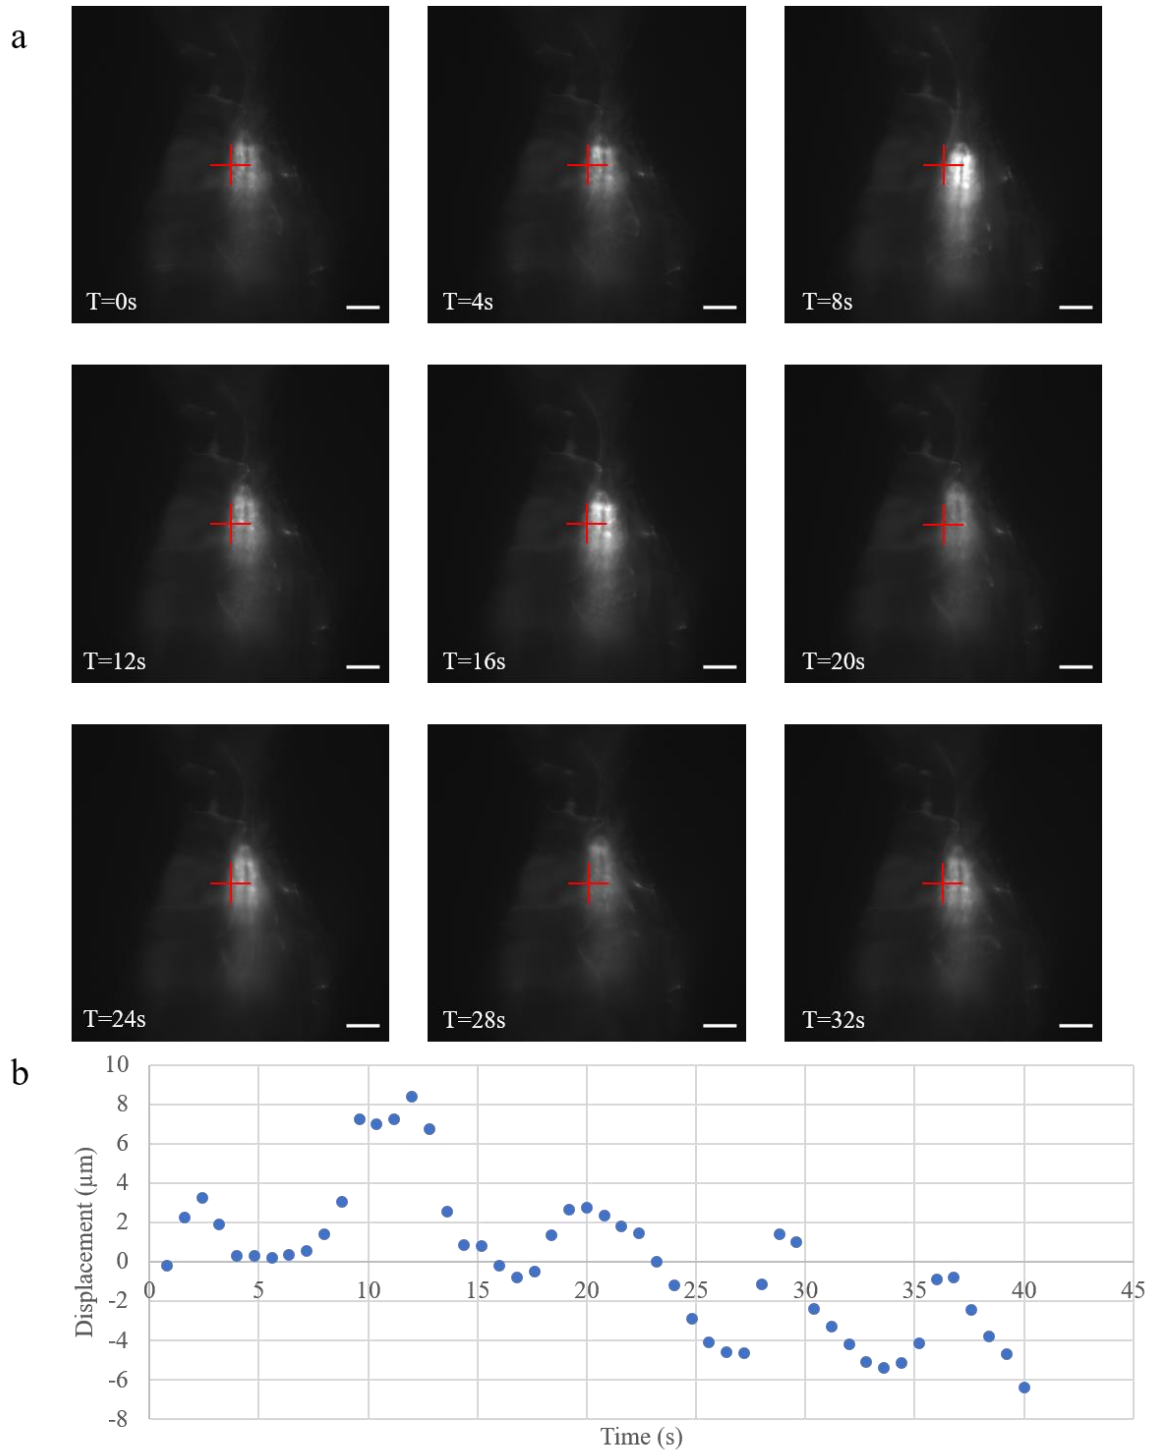 a
T=0s
T=4s
T=8s
T=12s
T=16s
T=20s
T=24s
T=28s
T=32s
b
10
8
6
4
2
0
-2
-4
-6
-8
0 5 10 15 20 25 30 35 40 45
Displacement (μm)
Time (s)